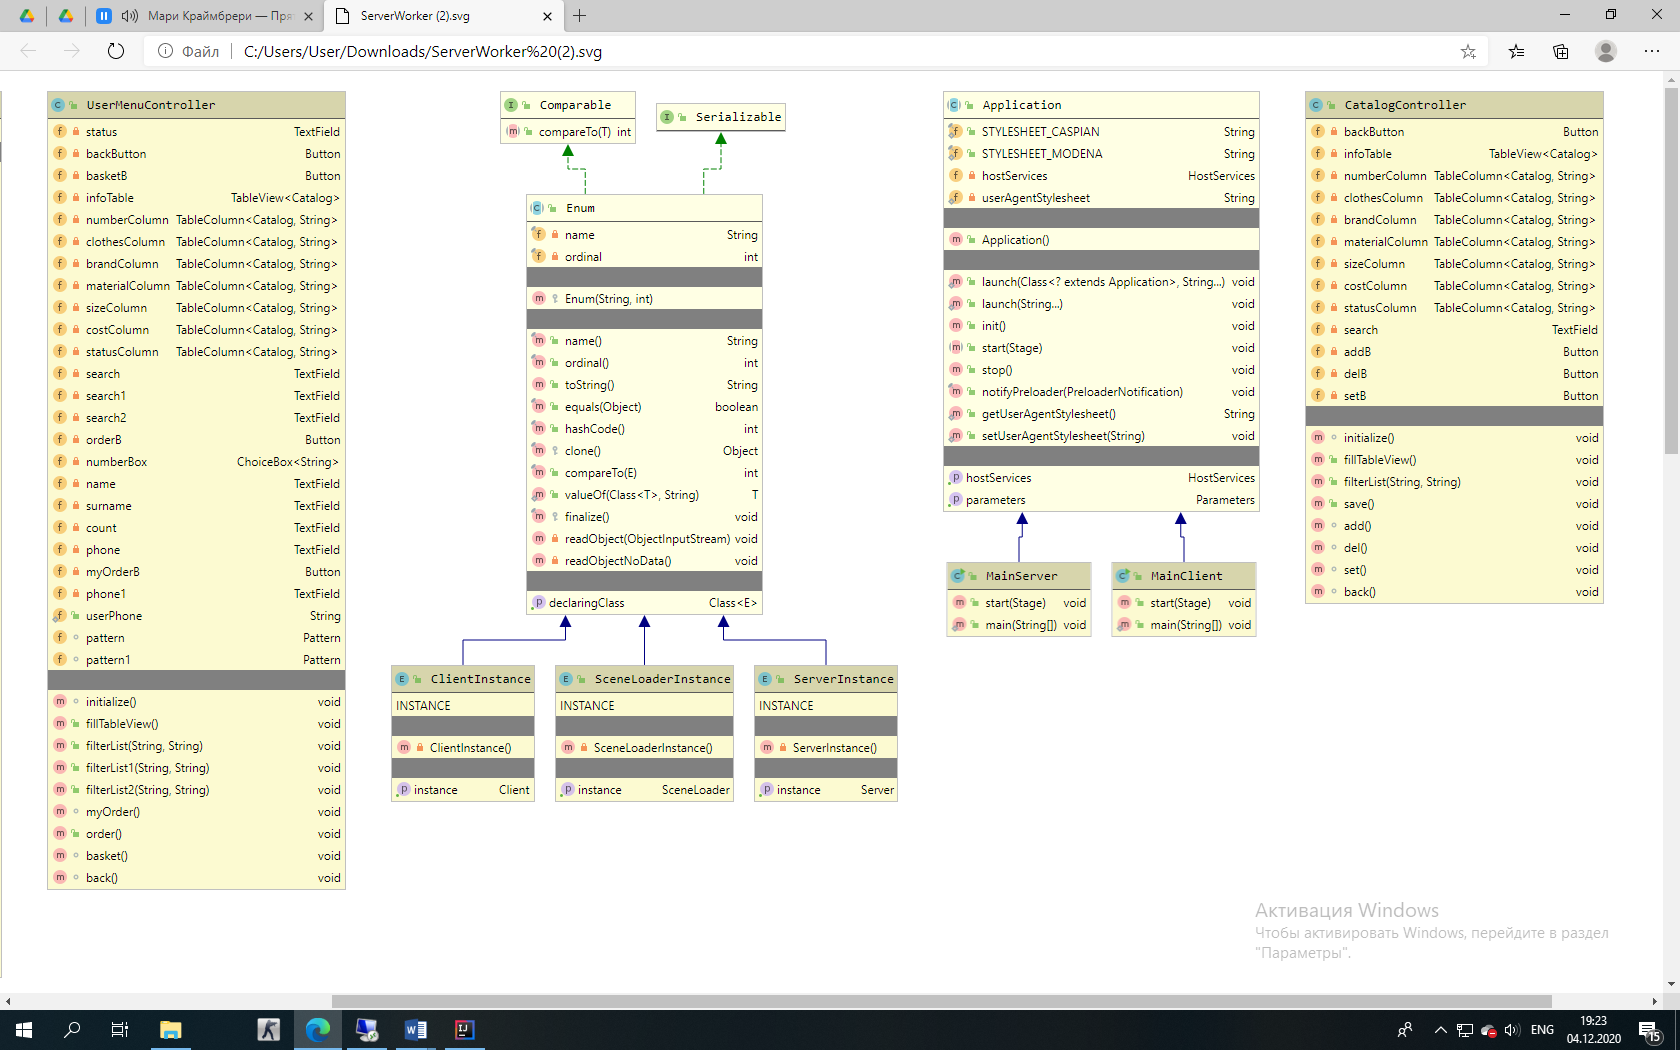 Мари Краймбрери — Пря
ServerWorker (2).svg
Файл
C:/Users/User/Downloads/ServerWorker%20(2).svg
UserMenuController
status TextField
backButton Button
basketB Button
infoTable TableView<Catalog>
numberColumn TableColumn<Catalog, String>
clothesColumn TableColumn<Catalog, String>
brandColumn TableColumn<Catalog, String>
materialColumn TableColumn<Catalog, String>
sizeColumn TableColumn<Catalog, String>
costColumn TableColumn<Catalog, String>
statusColumn TableColumn<Catalog, String>
search TextField
search1 TextField
search2 TextField
orderB Button
numberBox ChoiceBox<String>
name TextField
surname TextField
count TextField
phone TextField
myOrderB Button
phone1 TextField
userPhone String
pattern Pattern
pattern1 Pattern
initialize() void
fillTableView() void
filterList(String, String) void
filterList1(String, String) void
filterList2(String, String) void
myOrder() void
order() void
basket() void
back() void
Comparable
compareTo(T) int
Serializable
Enum
name String
ordinal int
Enum(String, int)
name() String
ordinal() int
toString() String
equals(Object) boolean
hashCode() int
clone() Object
compareTo(E) int
valueOf(Class<T>, String) T
finalize() void
readObject(ObjectInputStream) void
readObjectNoData() void
declaringClass Class<E>
ClientInstance
INSTANCE
ClientInstance()
instance Client
SceneLoaderInstance
INSTANCE
SceneLoaderInstance()
instance SceneLoader
ServerInstance
INSTANCE
ServerInstance()
instance Server
Application
STYLESHEET_CASPIAN String
STYLESHEET_MODENA String
hostServices HostServices
userAgentStylesheet String
Application()
launch(Class<? extends Application>, String...) void
launch(String...) void
init() void
start(Stage) void
stop() void
notifyPreloader(PreloaderNotification) void
getUserAgentStylesheet() String
setUserAgentStylesheet(String) void
hostServices HostServices
parameters Parameters
MainServer
start(Stage) void
main(String[]) void
MainClient
start(Stage) void
main(String[]) void
CatalogController
backButton Button
infoTable TableView<Catalog>
numberColumn TableColumn<Catalog, String>
clothesColumn TableColumn<Catalog, String>
brandColumn TableColumn<Catalog, String>
materialColumn TableColumn<Catalog, String>
sizeColumn TableColumn<Catalog, String>
costColumn TableColumn<Catalog, String>
statusColumn TableColumn<Catalog, String>
search TextField
addB Button
delB Button
setB Button
initialize() void
fillTableView() void
filterList(String, String) void
save() void
add() void
del() void
set() void
back() void
Активация Windows
Чтобы активировать Windows, перейдите в раздел
"Параметры".
ENG
19:23
04.12.2020
15